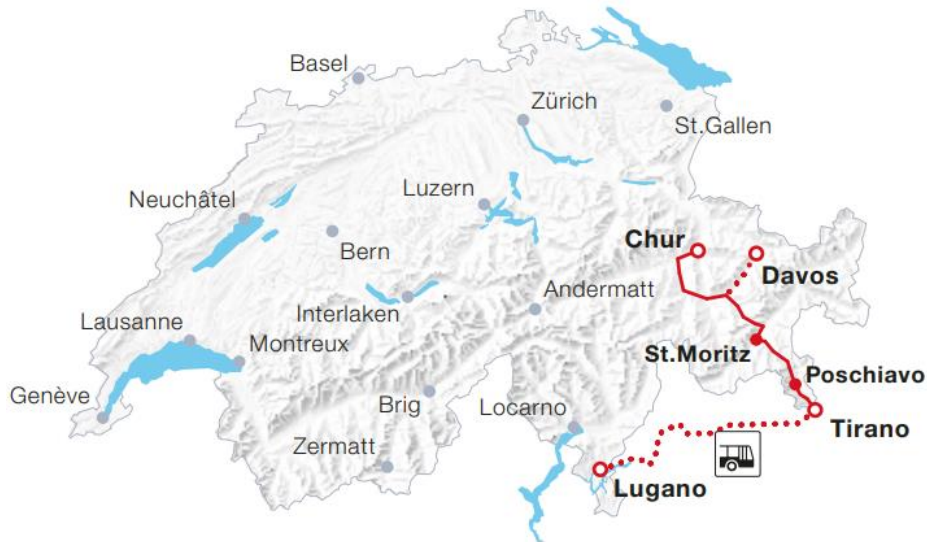 Basel
Zürich
St.Gallen
Neuchâtel
Luzern
Bern
Chur
Davos
Interlaken
Andermatt
Lausanne
Montreux
St.Moritz
Poschiavo
Genève
Brig
Locarno
Tirano
Zermatt
Lugano